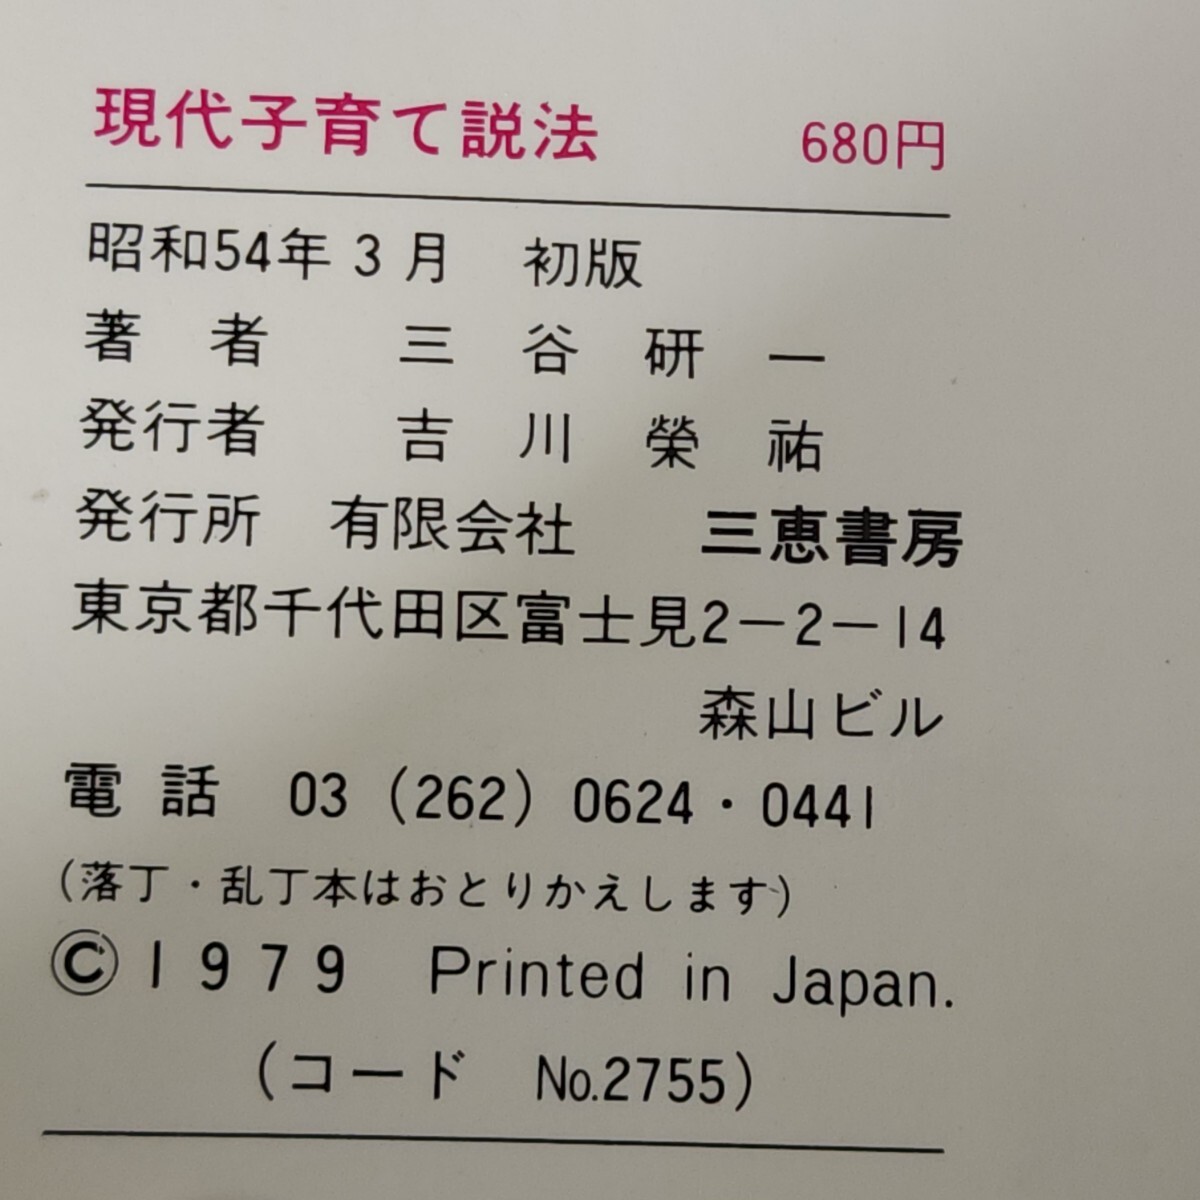 現代子育て説法　680円
昭和54年3月　初版
著　者　三　谷　研　一
発行者　吉　川　榮　祐
発行所　有限会社　三恵書房
東京都千代田区富士見2－2－14
森山ビル
電　話　03（262）0624・0441
（落丁・乱丁本はおとりかえします）
©1979　Printed in Japan.
（コード　No.2755）